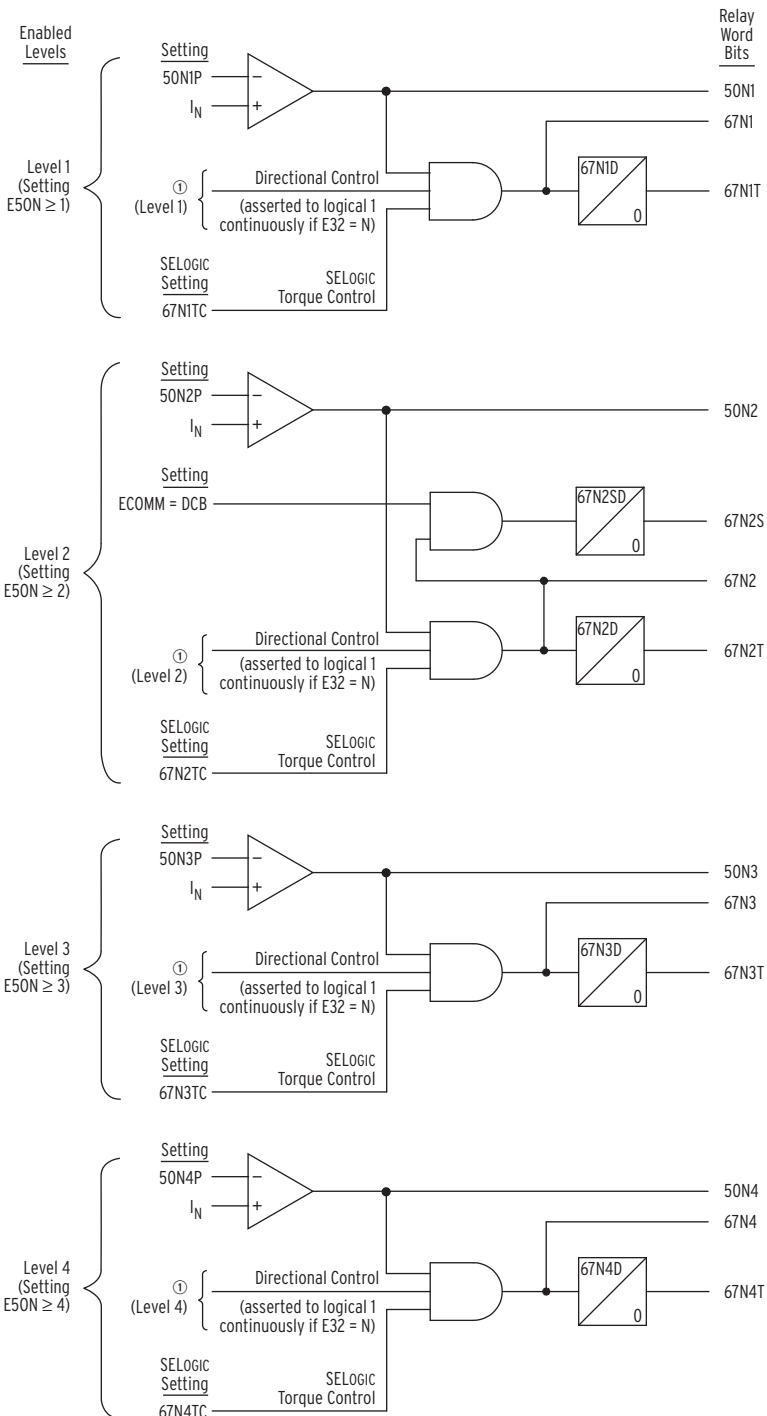 Enabled
Levels
Relay
Word
Bits
Setting
50N1P
−
I_N
+
50N1
67N1
Level 1
(Setting
E50N ≥ 1)
①
(Level 1)
Directional Control
(asserted to logical 1
continuously if E32 = N)
67N1D
0
67N1T
SELOGIC
Setting
67N1TC
SELOGIC
Torque Control
Setting
50N2P
−
I_N
+
50N2
Setting
ECOMM = DCB
67N2SD
0
67N2S
Level 2
(Setting
E50N ≥ 2)
67N2
①
(Level 2)
Directional Control
(asserted to logical 1
continuously if E32 = N)
67N2D
0
67N2T
SELOGIC
Setting
67N2TC
SELOGIC
Torque Control
Setting
50N3P
−
I_N
+
50N3
67N3
Level 3
(Setting
E50N ≥ 3)
①
(Level 3)
Directional Control
(asserted to logical 1
continuously if E32 = N)
67N3D
0
67N3T
SELOGIC
Setting
67N3TC
SELOGIC
Torque Control
Setting
50N4P
−
I_N
+
50N4
67N4
Level 4
(Setting
E50N ≥ 4)
①
(Level 4)
Directional Control
(asserted to logical 1
continuously if E32 = N)
67N4D
0
67N4T
SELOGIC
Setting
67N4TC
SELOGIC
Torque Control